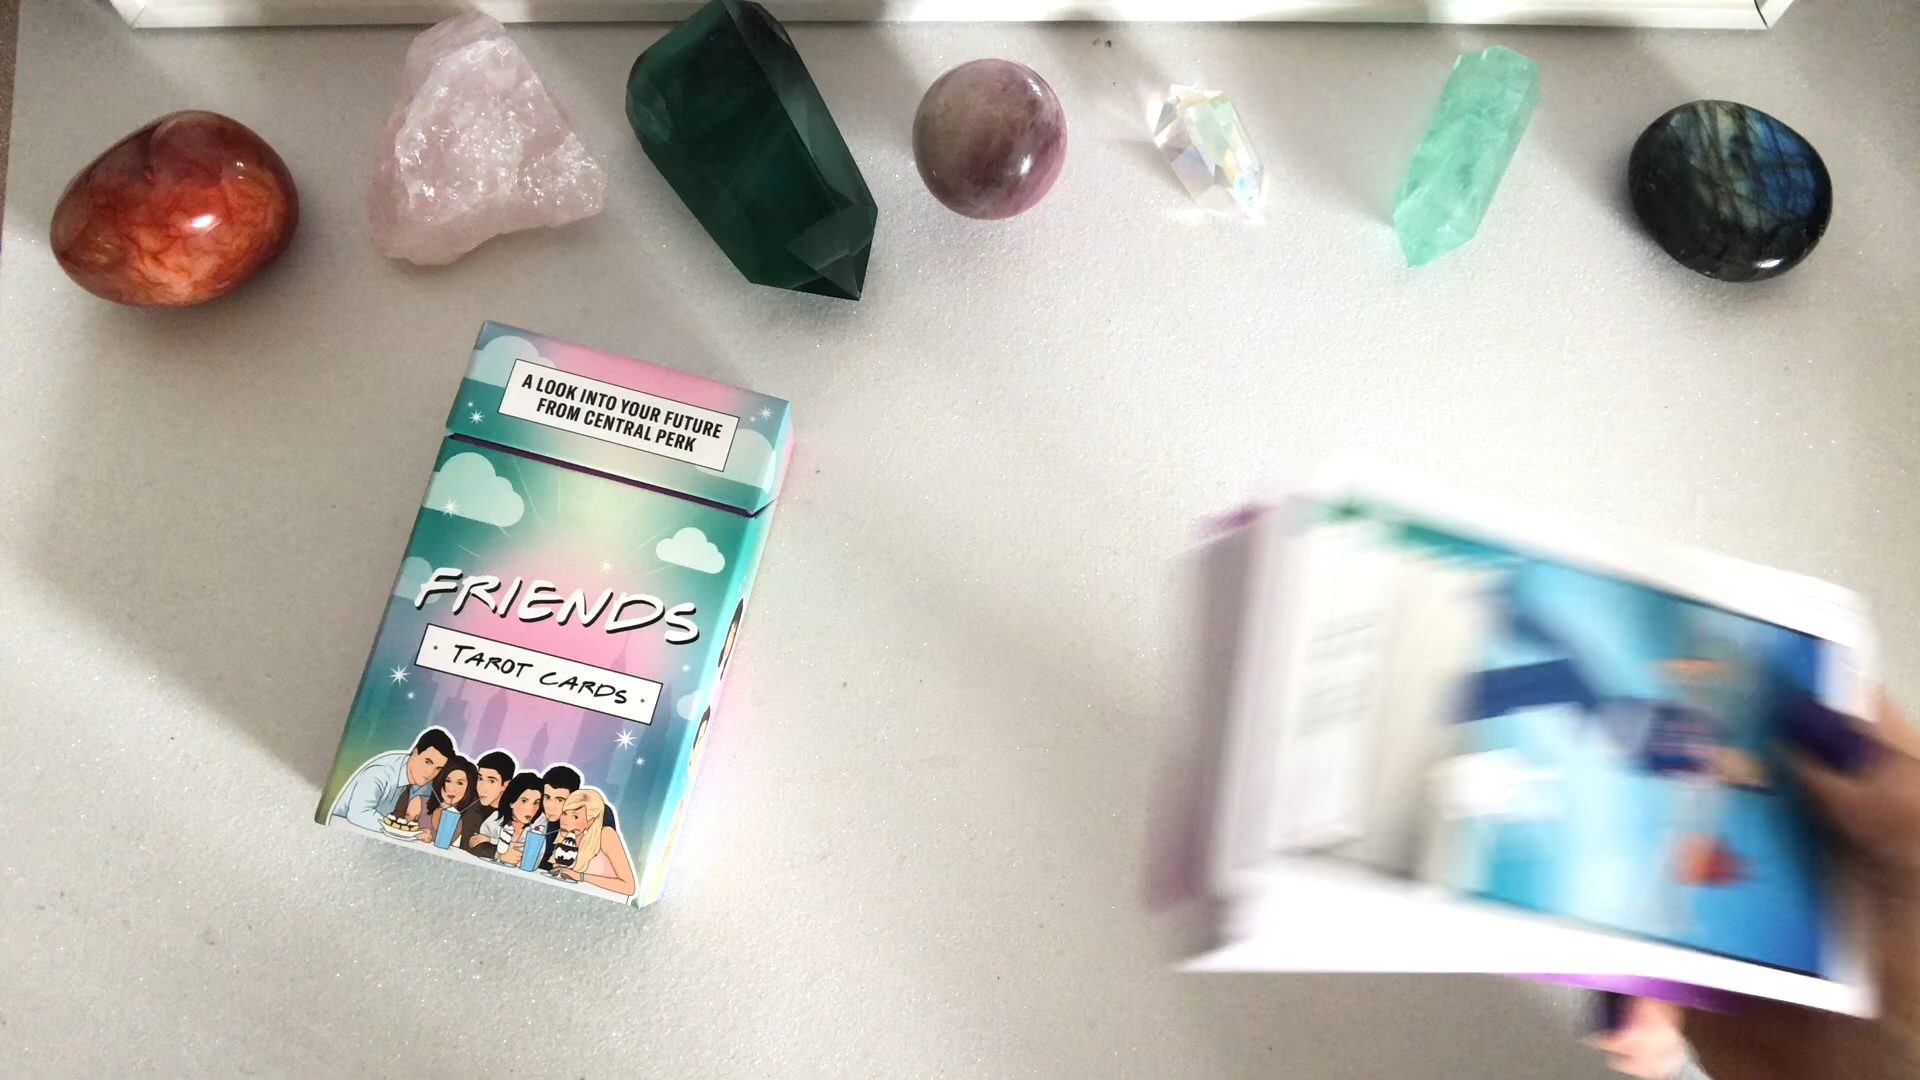 A LOOK INTO YOUR FUTURE
FROM CENTRAL PERK
FRIENDS
· TAROT CARDS ·